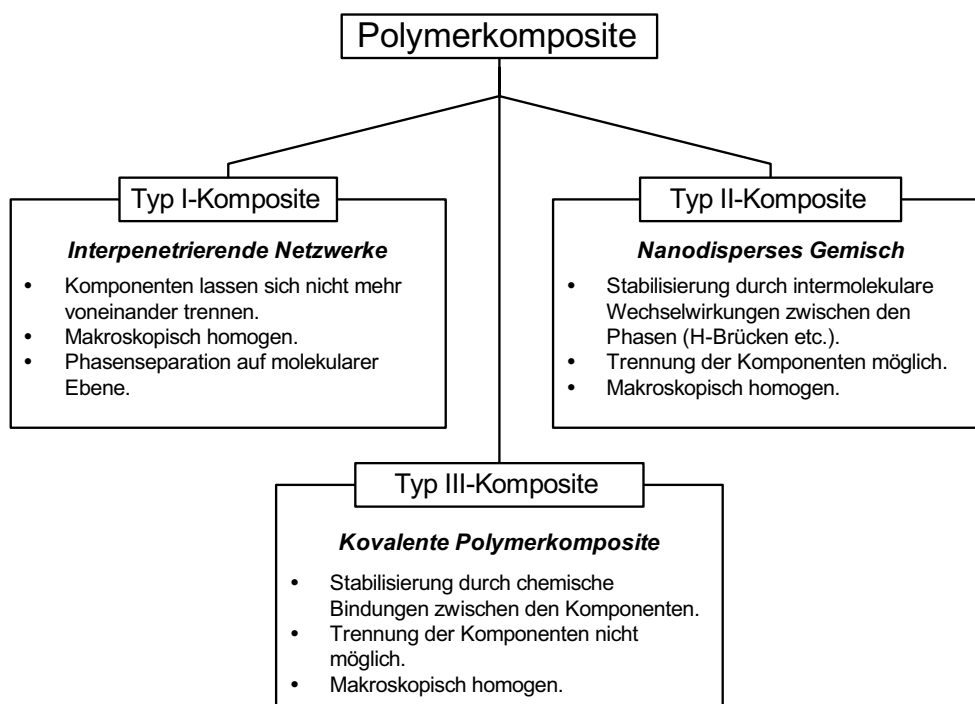 Polymerkomposite
Typ I-Komposite
Interpenetrierende Netzwerke
• Komponenten lassen sich nicht mehr
voneinander trennen.
• Makroskopisch homogen.
• Phasenseparation auf molekularer
Ebene.
Typ II-Komposite
Nanodisperses Gemisch
• Stabilisierung durch intermolekulare
Wechselwirkungen zwischen den
Phasen (H-Brücken etc.).
• Trennung der Komponenten möglich.
• Makroskopisch homogen.
Typ III-Komposite
Kovalente Polymerkomposite
• Stabilisierung durch chemische
Bindungen zwischen den Komponenten.
• Trennung der Komponenten nicht
möglich.
• Makroskopisch homogen.